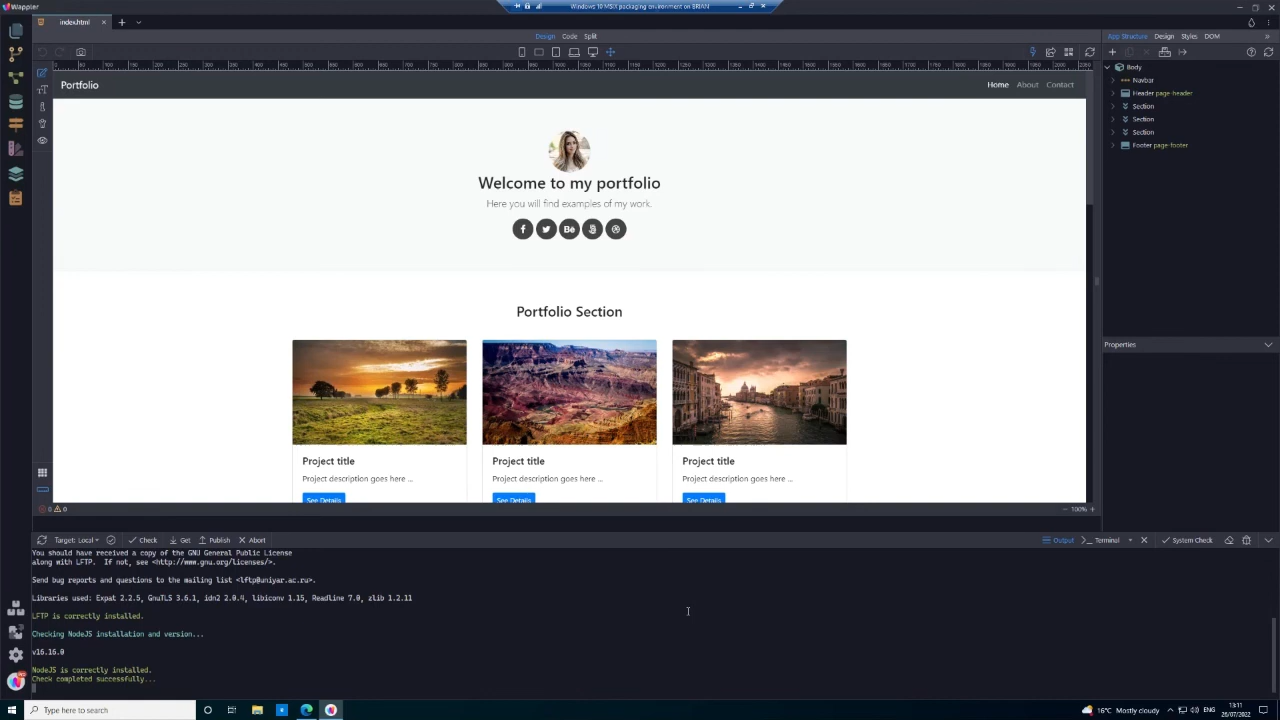 Wappler
Windows 10 MSIX packaging environment on BRIAN
index.html
Design Code Split
App Structure Design Styles DOM
Body
Navbar
Header page-header
Section
Section
Section
Footer page-footer
Properties
Portfolio
Home About Contact
Welcome to my portfolio
Here you will find examples of my work.
Portfolio Section
Project title Project title Project title
Project description goes here ... Project description goes here ... Project description goes here ...
See Details See Details See Details
0 0
100%
Target: Local Check Get Publish Abort
Output Terminal System Check
You should have received a copy of the GNU General Public License
along with LFTP. If not, see <http://www.gnu.org/licenses/>.
Send bug reports and questions to the mailing list <lftp@uniyar.ac.ru>.
Libraries used: Expat 2.2.5, GnuTLS 3.6.1, idn2 2.0.4, libiconv 1.15, Readline 7.0, zlib 1.2.11
LFTP is correctly installed.
Checking NodeJS installation and version...
v16.16.0
NodeJS is correctly installed.
Check completed successfully...
Type here to search
16°C Mostly cloudy
ENG
13:11
26/07/2022